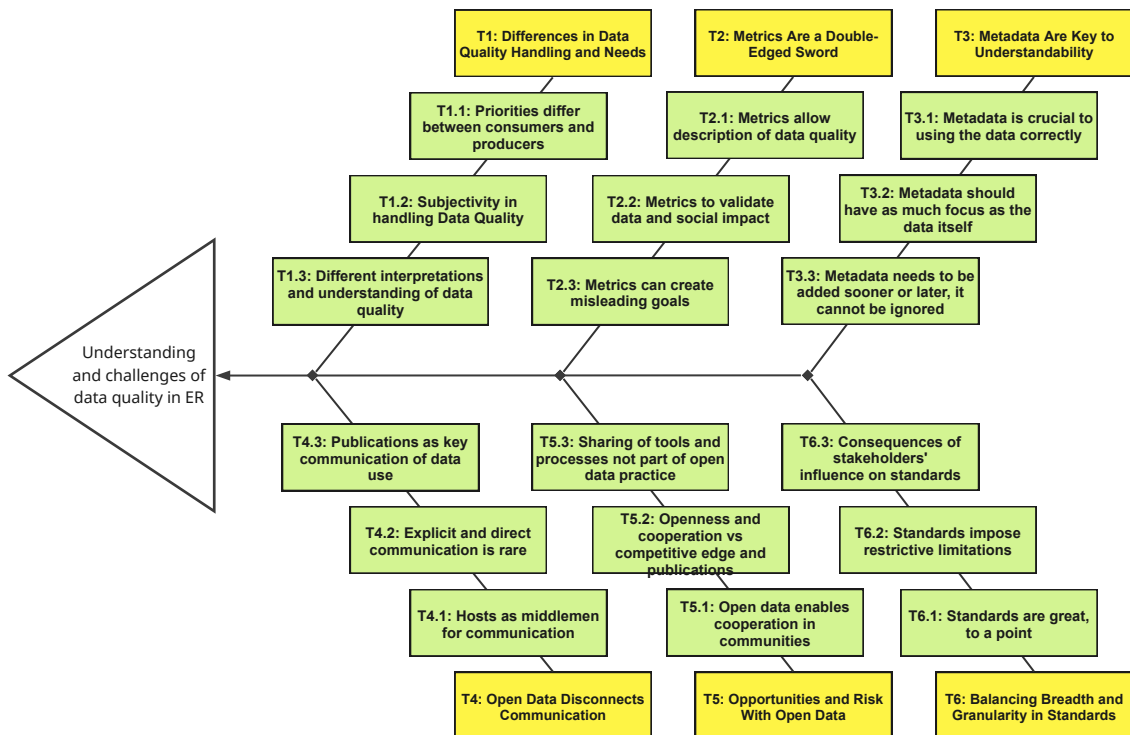 T1: Differences in Data
Quality Handling and Needs
T2: Metrics Are a Double-
Edged Sword
T3: Metadata Are Key to
Understandability
T1.1: Priorities differ
between consumers and
producers
T2.1: Metrics allow
description of data quality
T3.1: Metadata is crucial to
using the data correctly
T1.2: Subjectivity in
handling Data Quality
T2.2: Metrics to validate
data and social impact
T3.2: Metadata should
have as much focus as the
data itself
T1.3: Different interpretations
and understanding of data
quality
T2.3: Metrics can create
misleading goals
T3.3: Metadata needs to be
added sooner or later, it
cannot be ignored
Understanding
and challenges of
data quality in ER
T4.3: Publications as key
communication of data
use
T5.3: Sharing of tools and
processes not part of open
data practice
T6.3: Consequences of
stakeholders'
influence on standards
T4.2: Explicit and direct
communication is rare
T5.2: Openness and
cooperation vs
competitive edge and
publications
T6.2: Standards impose
restrictive limitations
T4.1: Hosts as middlemen
for communication
T5.1: Open data enables
cooperation in
communities
T6.1: Standards are great,
to a point
T4: Open Data Disconnects
Communication
T5: Opportunities and Risk
With Open Data
T6: Balancing Breadth and
Granularity in Standards